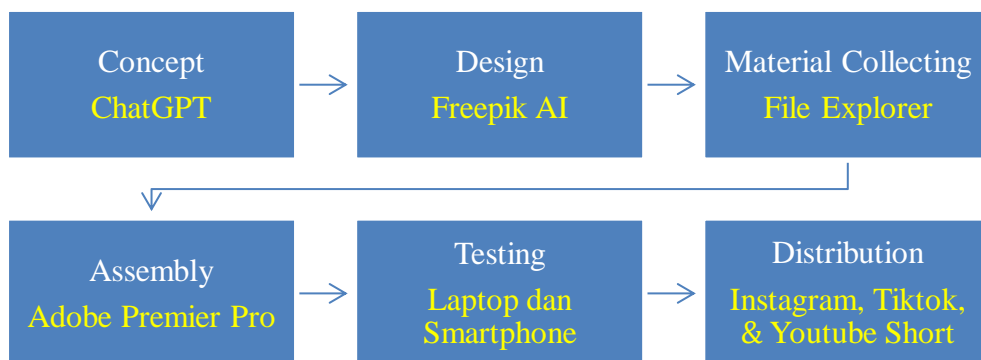 Concept
ChatGPT
Design
Freepik AI
Material Collecting
File Explorer
Assembly
Adobe Premier Pro
Testing
Laptop dan
Smartphone
Distribution
Instagram, Tiktok,
& Youtube Short